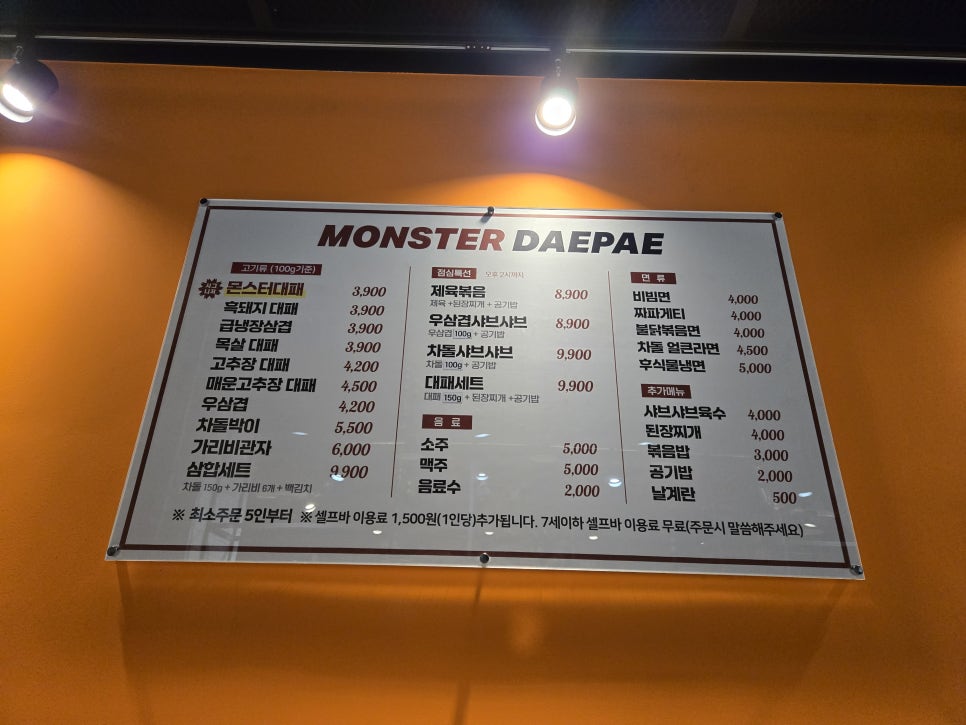 MONSTER DAEPAE
고기류 (100g기준)
몬스터대패 3,900
흑돼지 대패 3,900
급냉장삼겹 3,900
목살 대패 3,900
고추장 대패 4,200
매운고추장 대패 4,500
우삼겹 4,200
차돌박이 5,500
가리비관자 6,000
삼합세트 9,900
차돌 150g + 가리비 6개 + 백김치
점심특선 오후 2시까지
제육볶음 8,900
제육 +된장찌개 + 공기밥
우삼겹샤브샤브 8,900
우삼겹 100g + 공기밥
차돌샤브샤브 9,900
차돌 100g + 공기밥
대패세트 9,900
대패 150g + 된장찌개 +공기밥
음 료
소주 5,000
맥주 5,000
음료수 2,000
면 류
비빔면 4,000
짜파게티 4,000
불닭볶음면 4,000
차돌 얼큰라면 4,500
후식물냉면 5,000
추가메뉴
샤브샤브육수 4,000
된장찌개 4,000
볶음밥 3,000
공기밥 2,000
날계란 500
※ 최소주문 5인부터 ※ 셀프바 이용료 1,500원(1인당)추가됩니다. 7세이하 셀프바 이용료 무료(주문시 말씀해주세요)